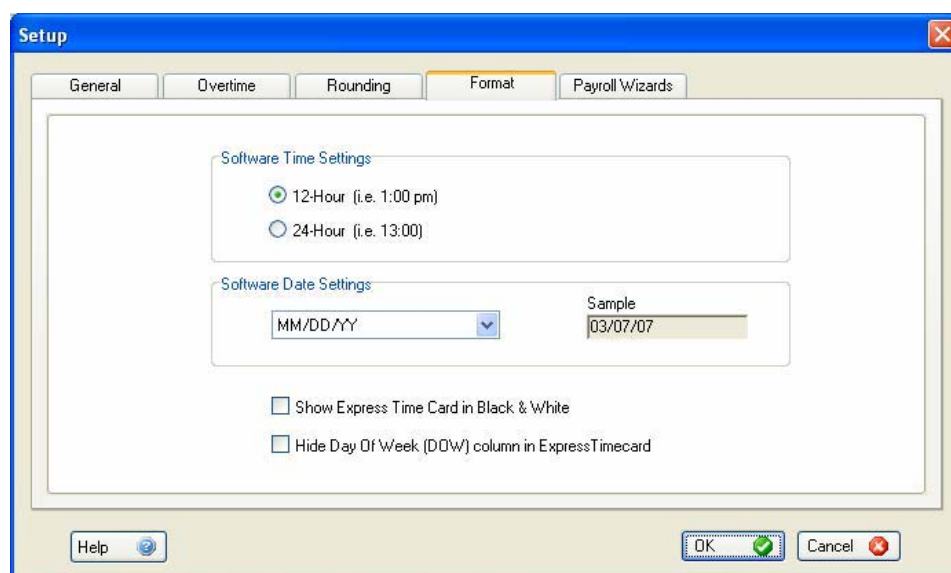 Setup
General Overtime Rounding Format Payroll Wizards
Software Time Settings
12-Hour (i.e. 1:00 pm)
24-Hour (i.e. 13:00)
Software Date Settings
Sample
MM/DD/YY 03/07/07
Show Express Time Card in Black & White
Hide Day Of Week (DOW) column in ExpressTimecard
Help OK Cancel